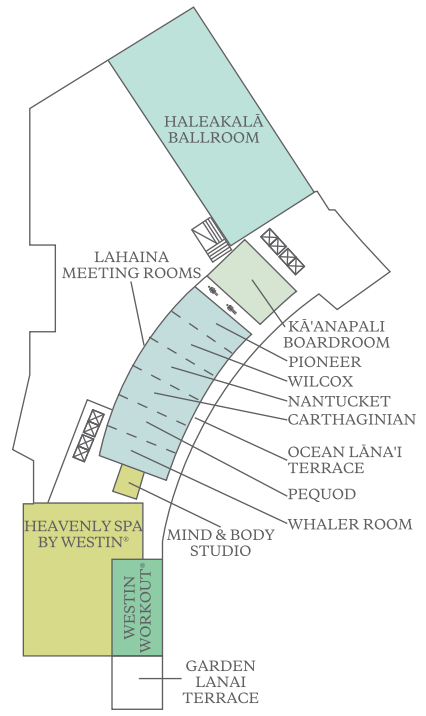 HALEAKALĀ
BALLROOM
LAHAINA
MEETING ROOMS
KĀ'ANAPALI
BOARDROOM
PIONEER
WILCOX
NANTUCKET
CARTHAGINIAN
OCEAN LĀNA'I
TERRACE
PEQUOD
WHALER ROOM
HEAVENLY SPA
BY WESTIN®
MIND & BODY
STUDIO
WESTIN
WORKOUT®
GARDEN
LANAI
TERRACE